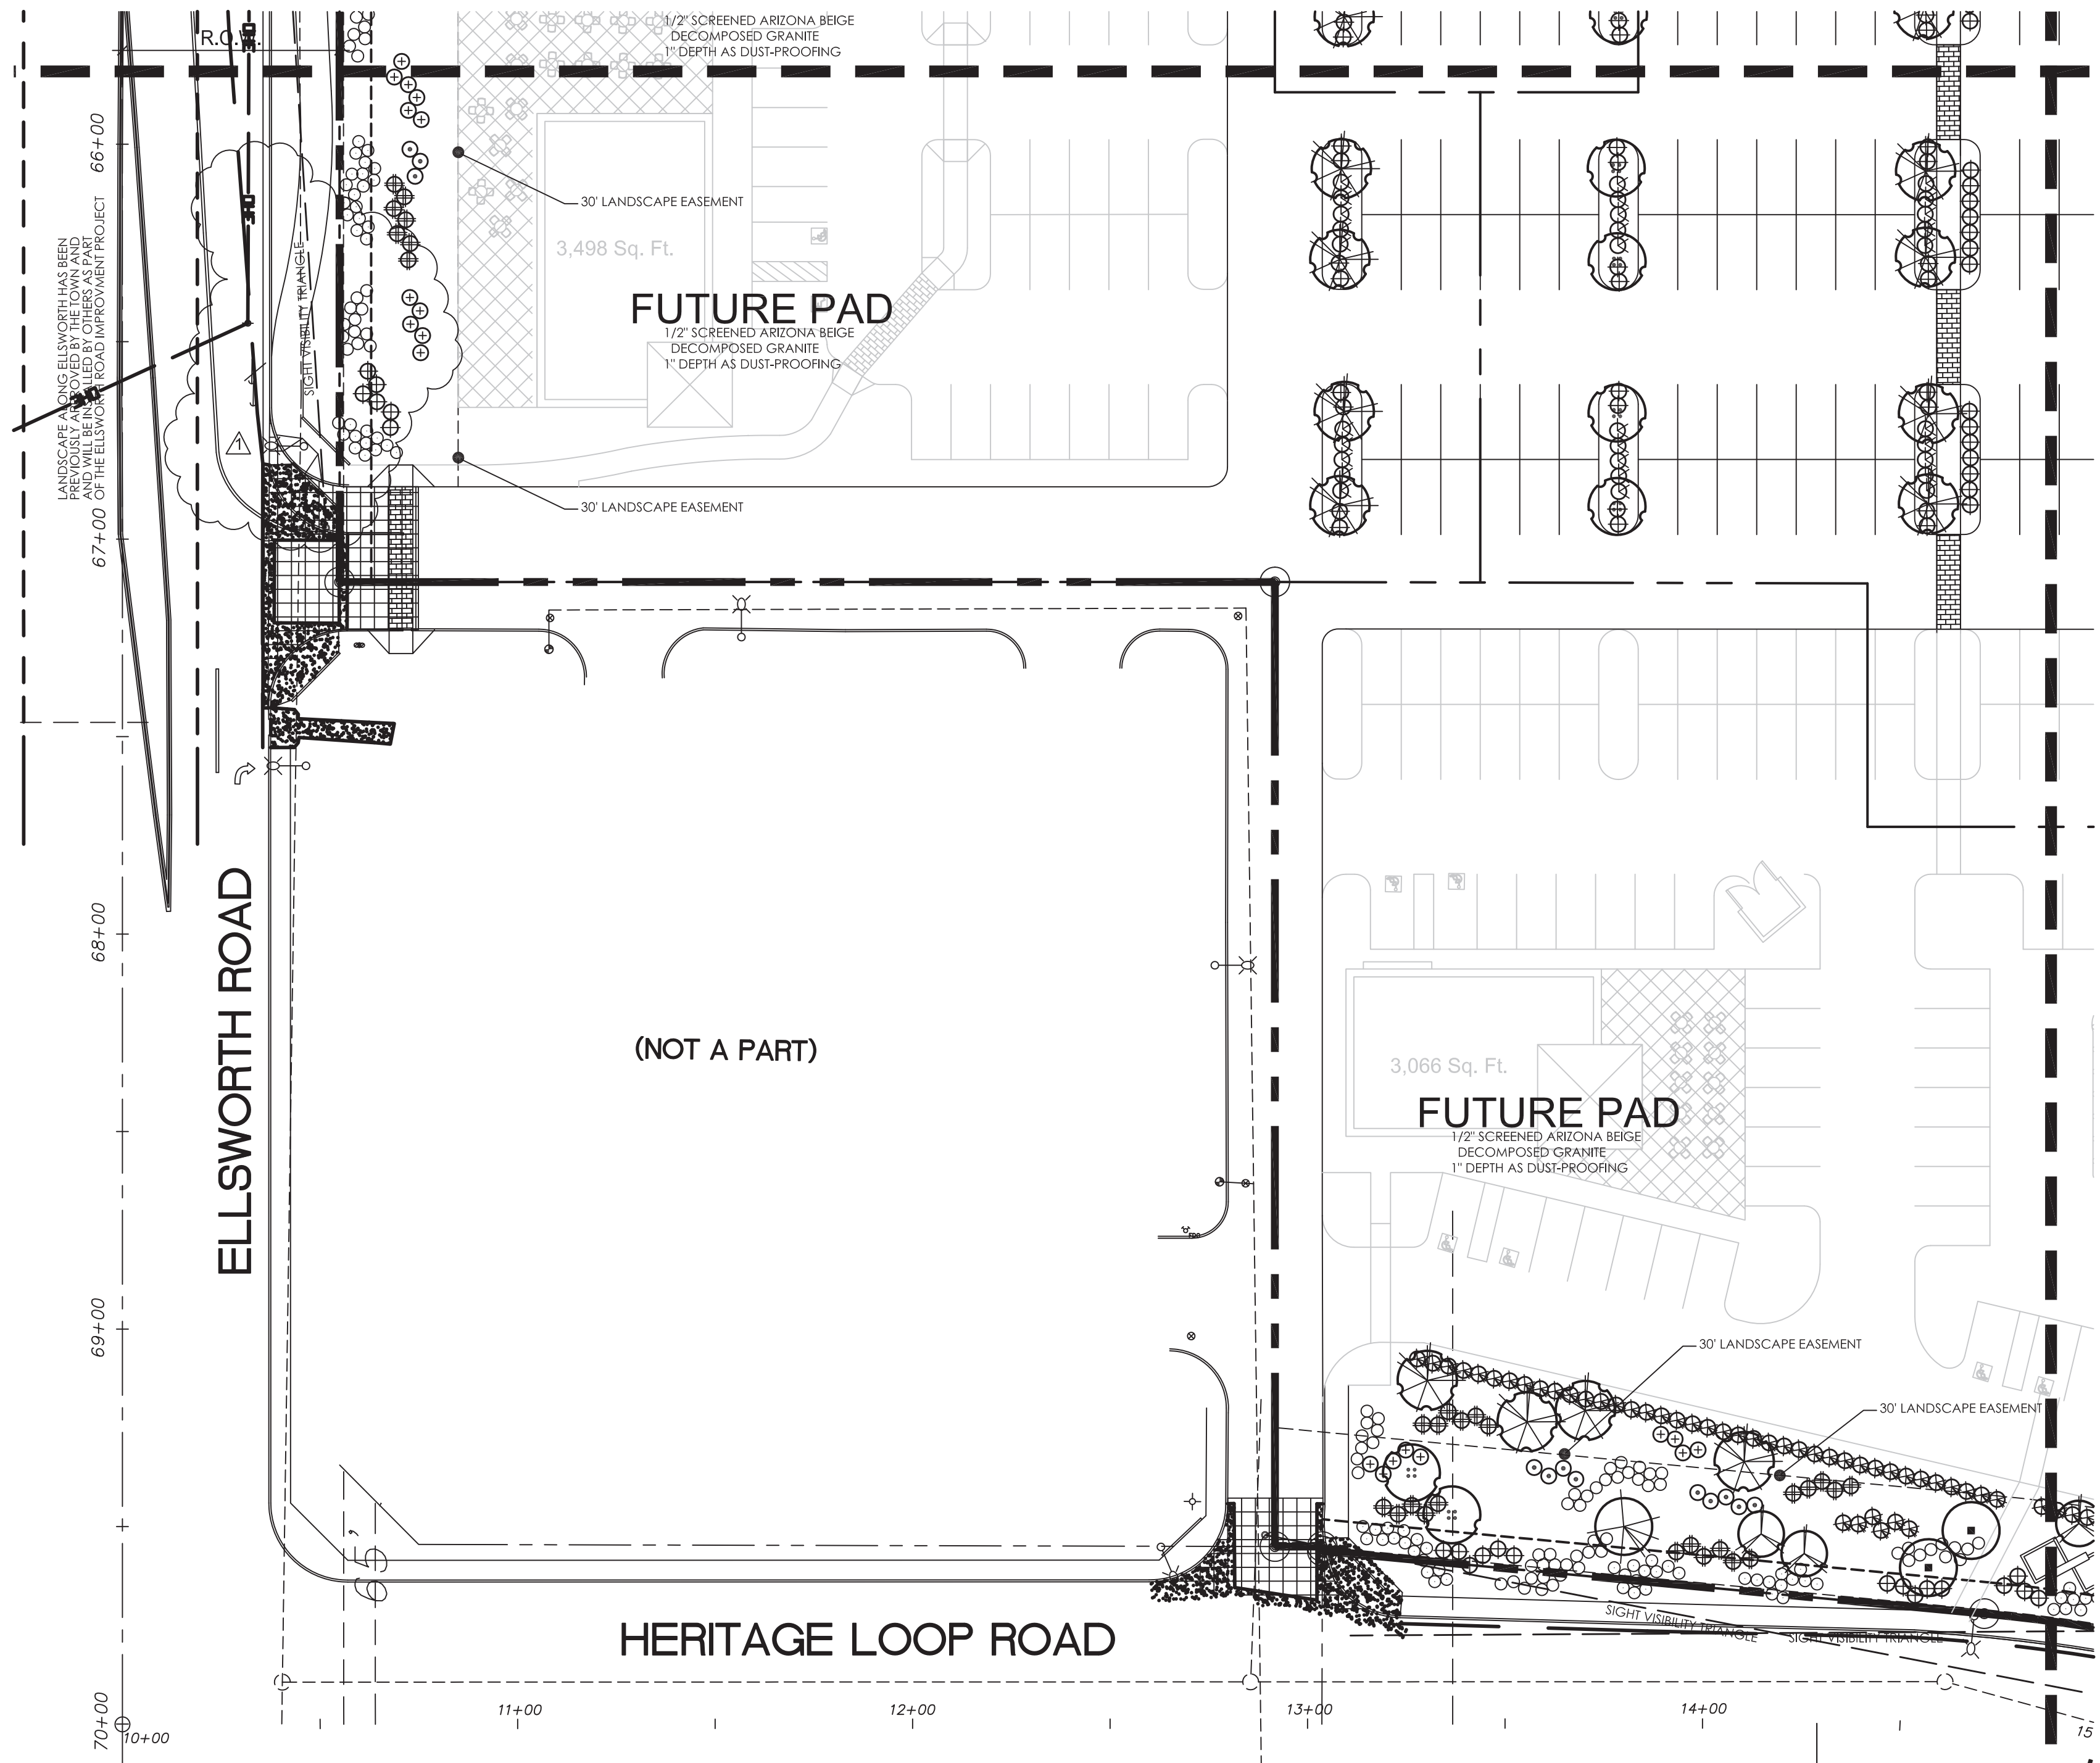 R.O.W.
1/2" SCREENED ARIZONA BEIGE
DECOMPOSED GRANITE
1" DEPTH AS DUST-PROOFING
OHE
66+00
OHE
30' LANDSCAPE EASEMENT
3,498 Sq. Ft.
FUTURE PAD
1/2" SCREENED ARIZONA BEIGE
DECOMPOSED GRANITE
1" DEPTH AS DUST-PROOFING
LANDSCAPE ALONG ELLSWORTH HAS BEEN
PREVIOUSLY APPROVED BY THE TOWN AND
AND WILL BE INSTALLED BY OTHERS AS PART
OF THE ELLSWORTH ROAD IMPROVMENT PROJECT
SIGHT VISIBILITY TRIANGLE
OHE
1
30' LANDSCAPE EASEMENT
67+00
68+00
ELLSWORTH ROAD
(NOT A PART)
3,066 Sq. Ft.
FUTURE PAD
1/2" SCREENED ARIZONA BEIGE
DECOMPOSED GRANITE
1" DEPTH AS DUST-PROOFING
69+00
30' LANDSCAPE EASEMENT
30' LANDSCAPE EASEMENT
HERITAGE LOOP ROAD
SIGHT VISIBILITY TRIANGLE
SIGHT VISIBILITY TRIANGLE
70+00
10+00
11+00
12+00
13+00
14+00
15